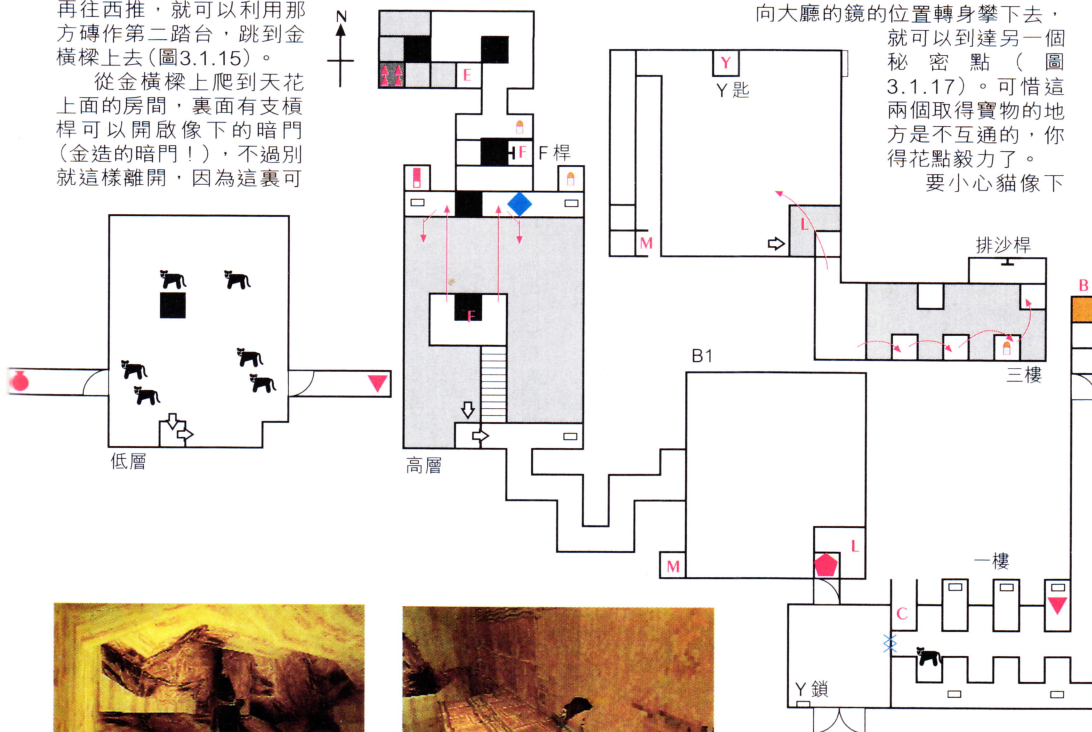 再往西推，就可以利用那
方磚作第二踏台，跳到金
橫樑上去(圖3.1.15)。
從金橫樑上爬到天花
上面的房間，裏面有支槓
桿可以開啟像下的暗門
(金造的暗門！)，不過別
就這樣離開，因為這裏可
向大廳的鏡的位置轉身攀下去，
就可以到達另一個
秘密點(圖
3.1.17)。可惜這
兩個取得寶物的地
方是不互通的，你
得花點毅力了。
要小心貓像下
N
E
F
F桿
F
低層
高層
Y
Y匙
M
L
排沙桿
三樓
B
B1
M
L
一樓
C
Y鎖